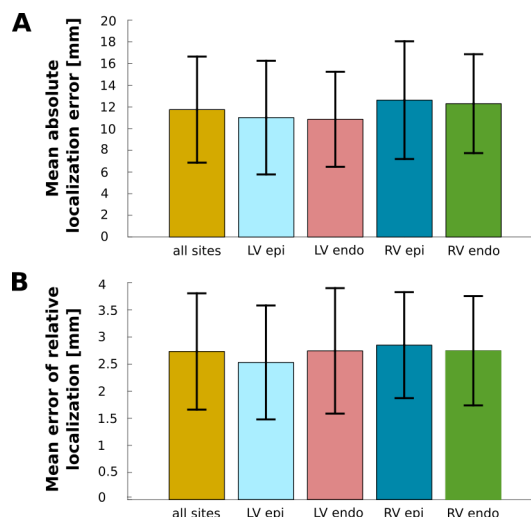 A
Mean absolute
localization error [mm]
20
18
16
14
12
10
8
6
4
2
0
all sites
LV epi
LV endo
RV epi
RV endo
B
Mean error of relative
localization [mm]
4
3.5
3
2.5
2
1.5
1
0.5
0
all sites
LV epi
LV endo
RV epi
RV endo